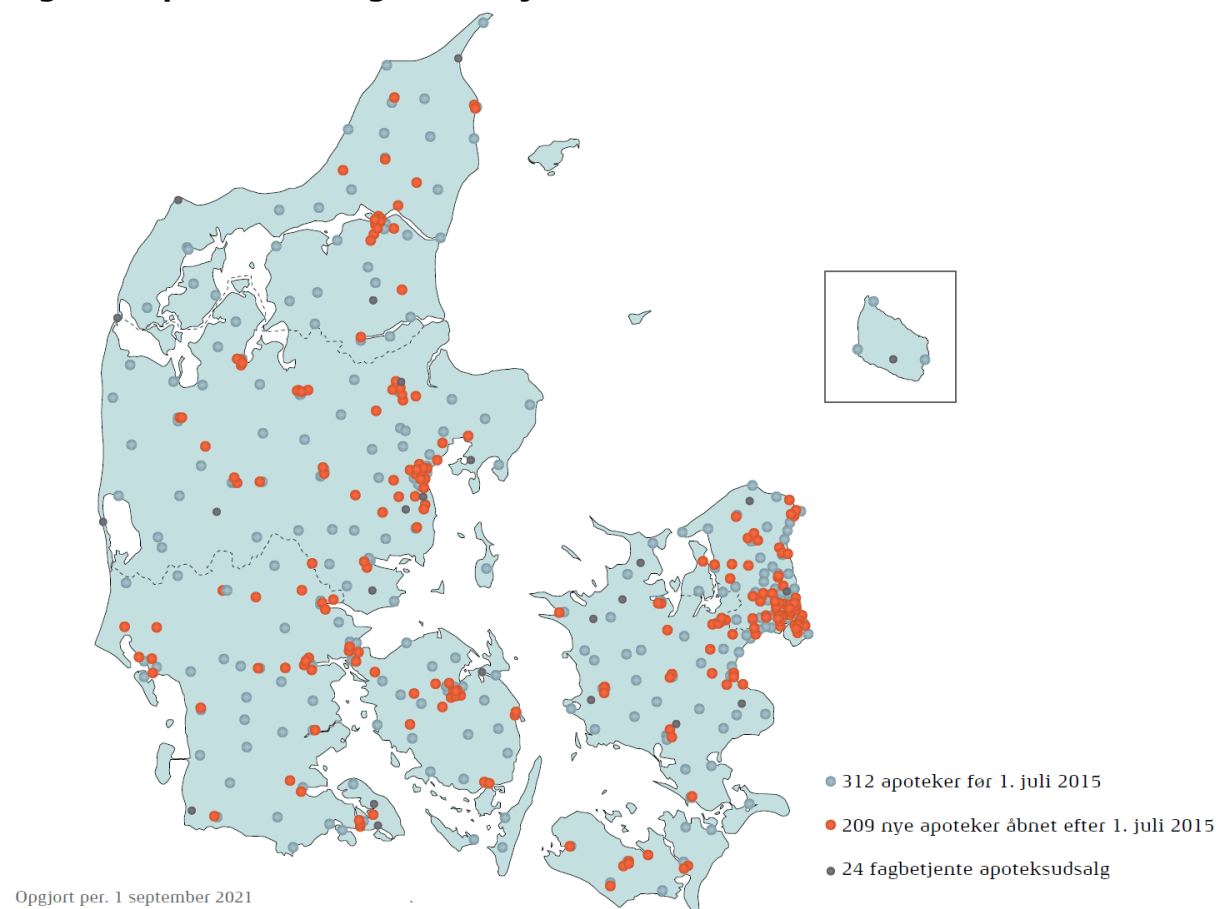 312 apoteker før 1. juli 2015
209 nye apoteker åbnet efter 1. juli 2015
24 fagbetjente apoteksudsalg
Opgjort per. 1 september 2021